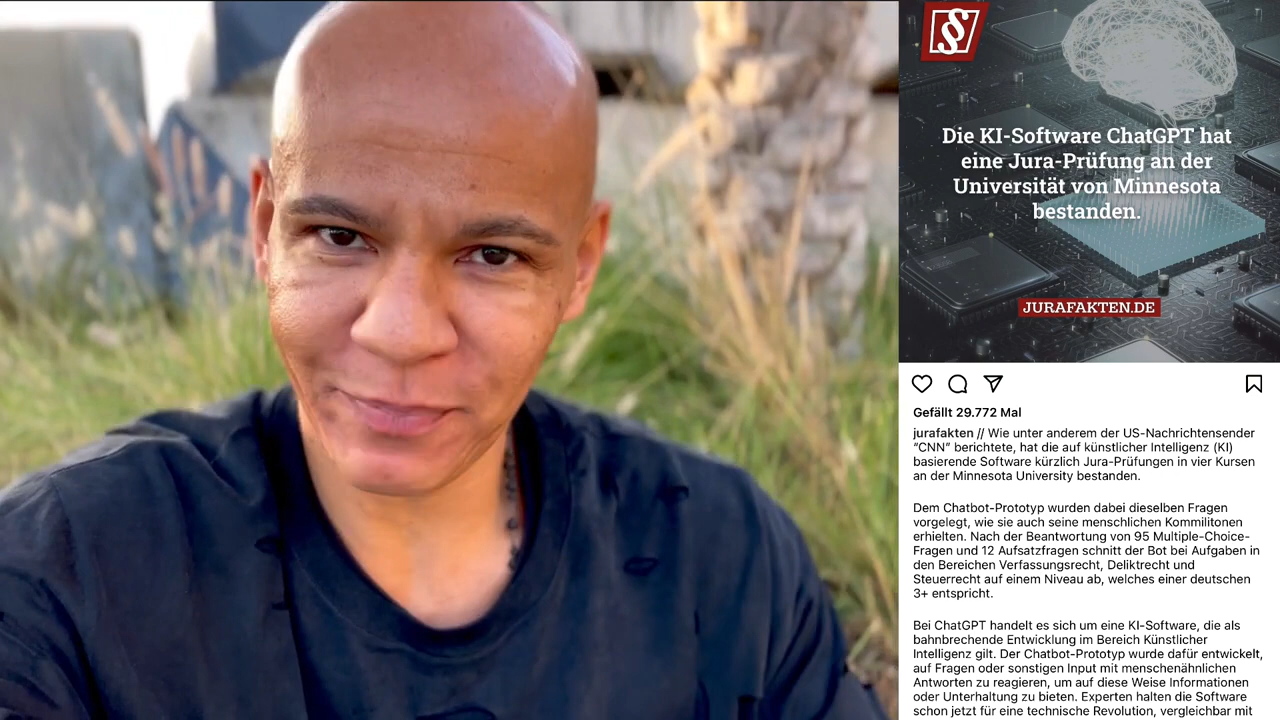 §
Die KI-Software ChatGPT hat
eine Jura-Prüfung an der
Universität von Minnesota
bestanden.
JURAFAKTEN.DE
Gefällt 29.772 Mal
jurafakten // Wie unter anderem der US-Nachrichtensender
"CNN" berichtete, hat die auf künstlicher Intelligenz (KI)
basierende Software kürzlich Jura-Prüfungen in vier Kursen
an der Minnesota University bestanden.
Dem Chatbot-Prototyp wurden dabei dieselben Fragen
vorgelegt, wie sie auch seine menschlichen Kommilitonen
erhielten. Nach der Beantwortung von 95 Multiple-Choice-
Fragen und 12 Aufsatzfragen schnitt der Bot bei Aufgaben in
den Bereichen Verfassungsrecht, Deliktrecht und
Steuerrecht auf einem Niveau ab, welches einer deutschen
3+ entspricht.
Bei ChatGPT handelt es sich um eine KI-Software, die als
bahnbrechende Entwicklung im Bereich Künstlicher
Intelligenz gilt. Der Chatbot-Prototyp wurde dafür entwickelt,
auf Fragen oder sonstigen Input mit menschenähnlichen
Antworten zu reagieren, um auf diese Weise Informationen
oder Unterhaltung zu bieten. Experten halten die Software
schon jetzt für eine technische Revolution, vergleichbar mit